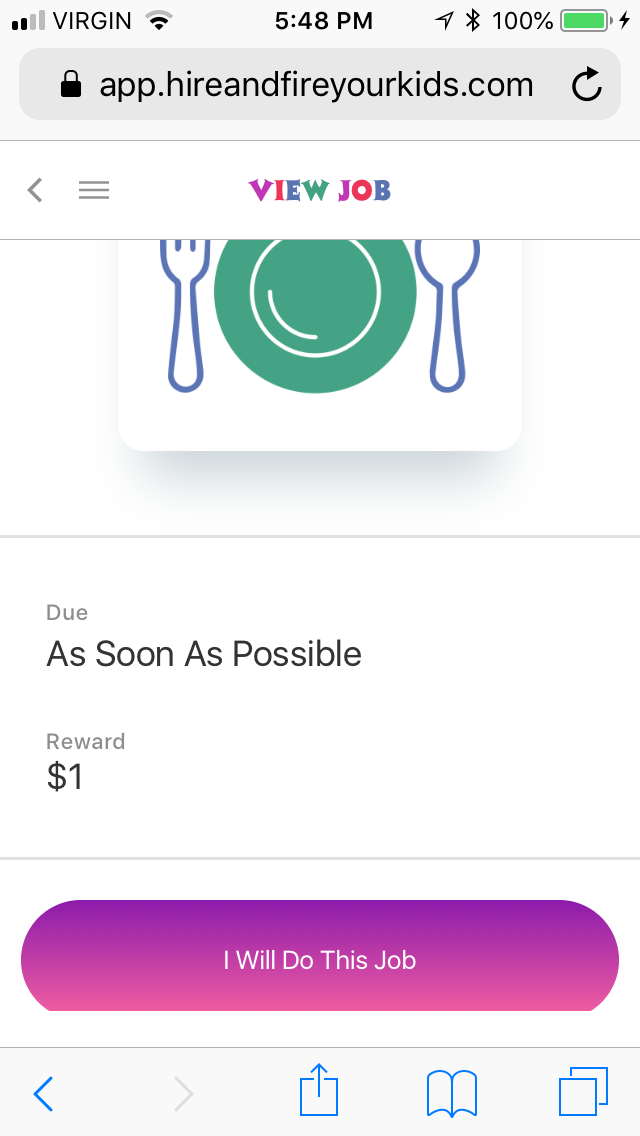 VIRGIN 5:48 PM 100%
app.hireandfireyourkids.com
VIEW JOB
Due
As Soon As Possible
Reward
$1
I Will Do This Job